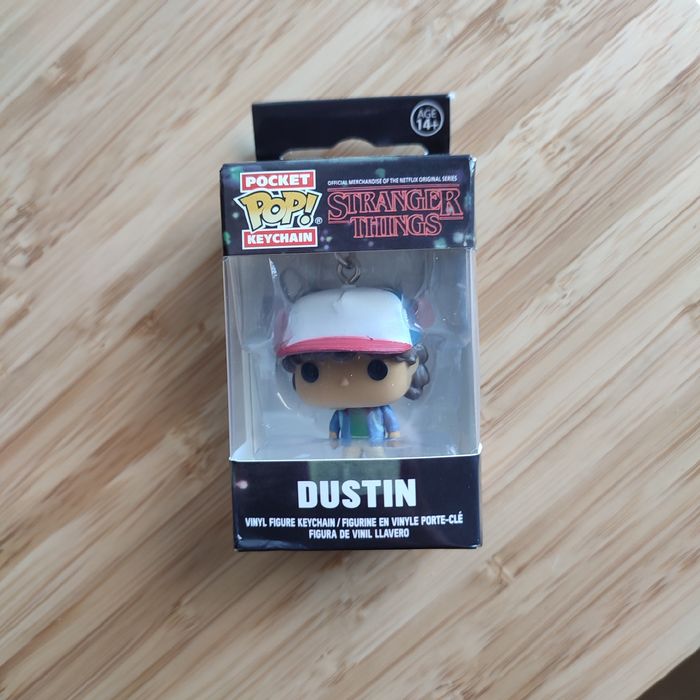 AGE
14+
POCKET
POP!®
KEYCHAIN
OFFICIAL MERCHANDISE OF THE NETFLIX ORIGINAL SERIES
STRANGER
THINGS
DUSTIN
VINYL FIGURE KEYCHAIN / FIGURINE EN VINYLE PORTE-CLÉ
FIGURA DE VINIL LLAVERO